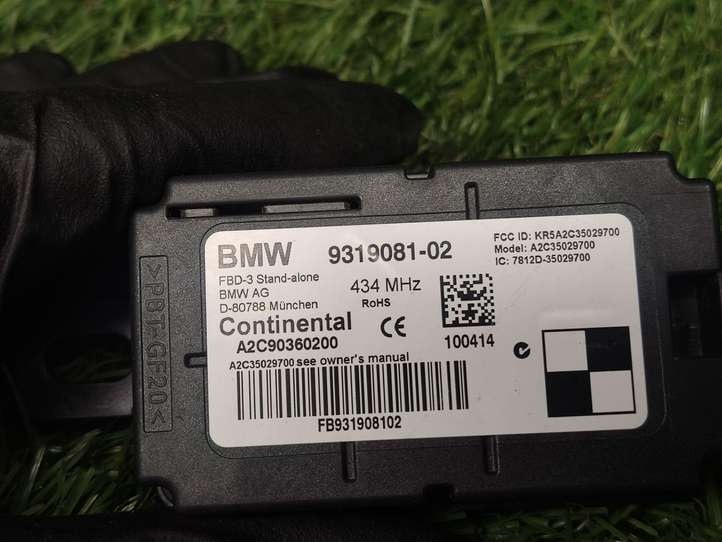 BMW 9319081-02
FBD-3 Stand-alone
BMW AG
D-80788 München
434 MHz
RoHS
FCC ID: KR5A2C35029700
Model: A2C35029700
IC: 7812D-35029700
Continental CE
A2C90360200
100414
A2C35029700 see owner's manual
FB931908102
>PBT-GF20<